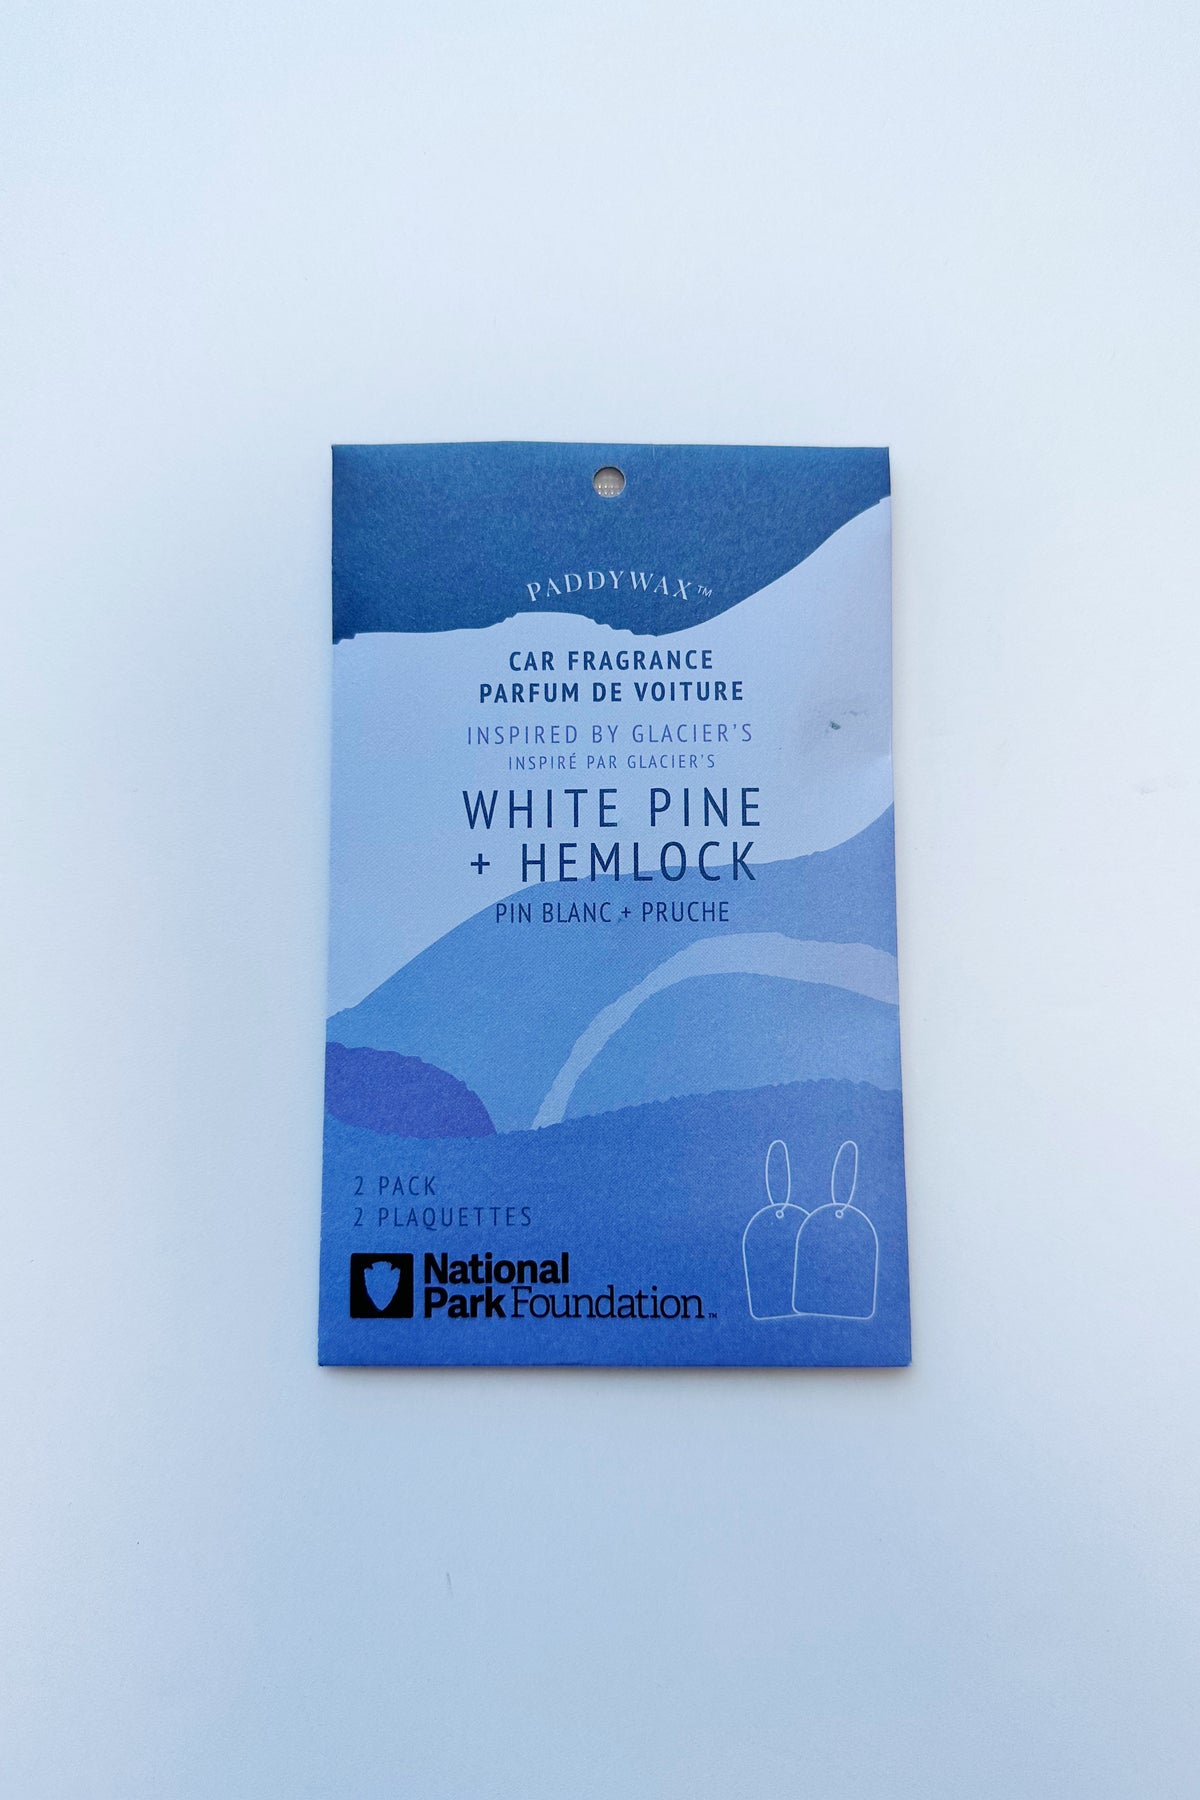 PADDYWAX™
CAR FRAGRANCE
PARFUM DE VOITURE
INSPIRED BY GLACIER'S
INSPIRÉ PAR GLACIER'S
WHITE PINE
+ HEMLOCK
PIN BLANC + PRUCHE
2 PACK
2 PLAQUETTES
National
Park Foundation™